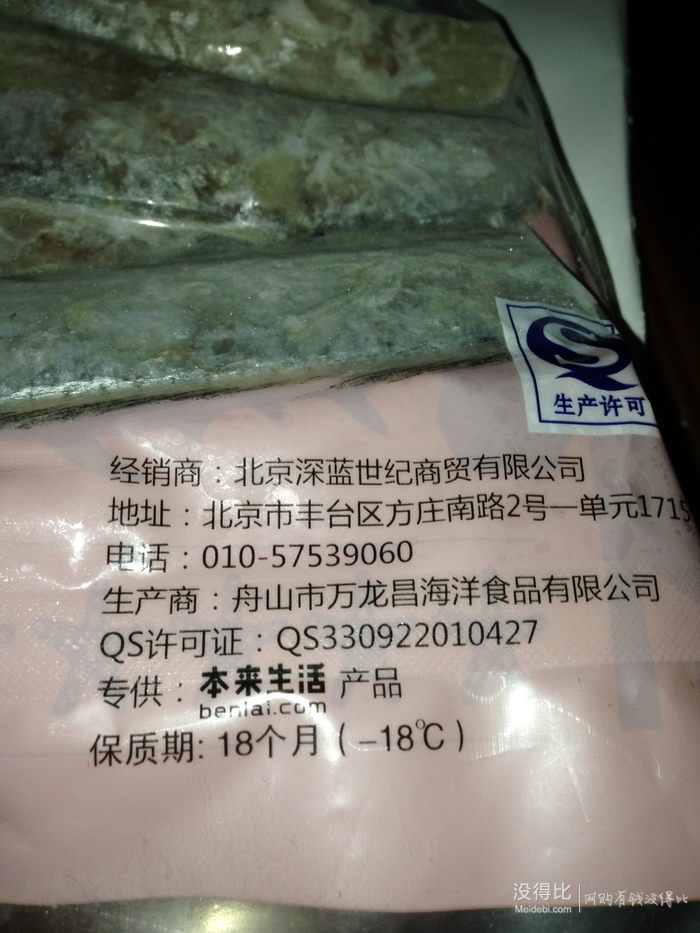 QS
生产许可
经销商：北京深蓝世纪商贸有限公司
地址：北京市丰台区方庄南路2号一单元1715
电话：010-57539060
生产商：舟山市万龙昌海洋食品有限公司
QS许可证：QS330922010427
专供：本来生活 产品
benlai.com
保质期: 18个月（-18℃）
没得比 网购有钱没得比
Meidebi.com